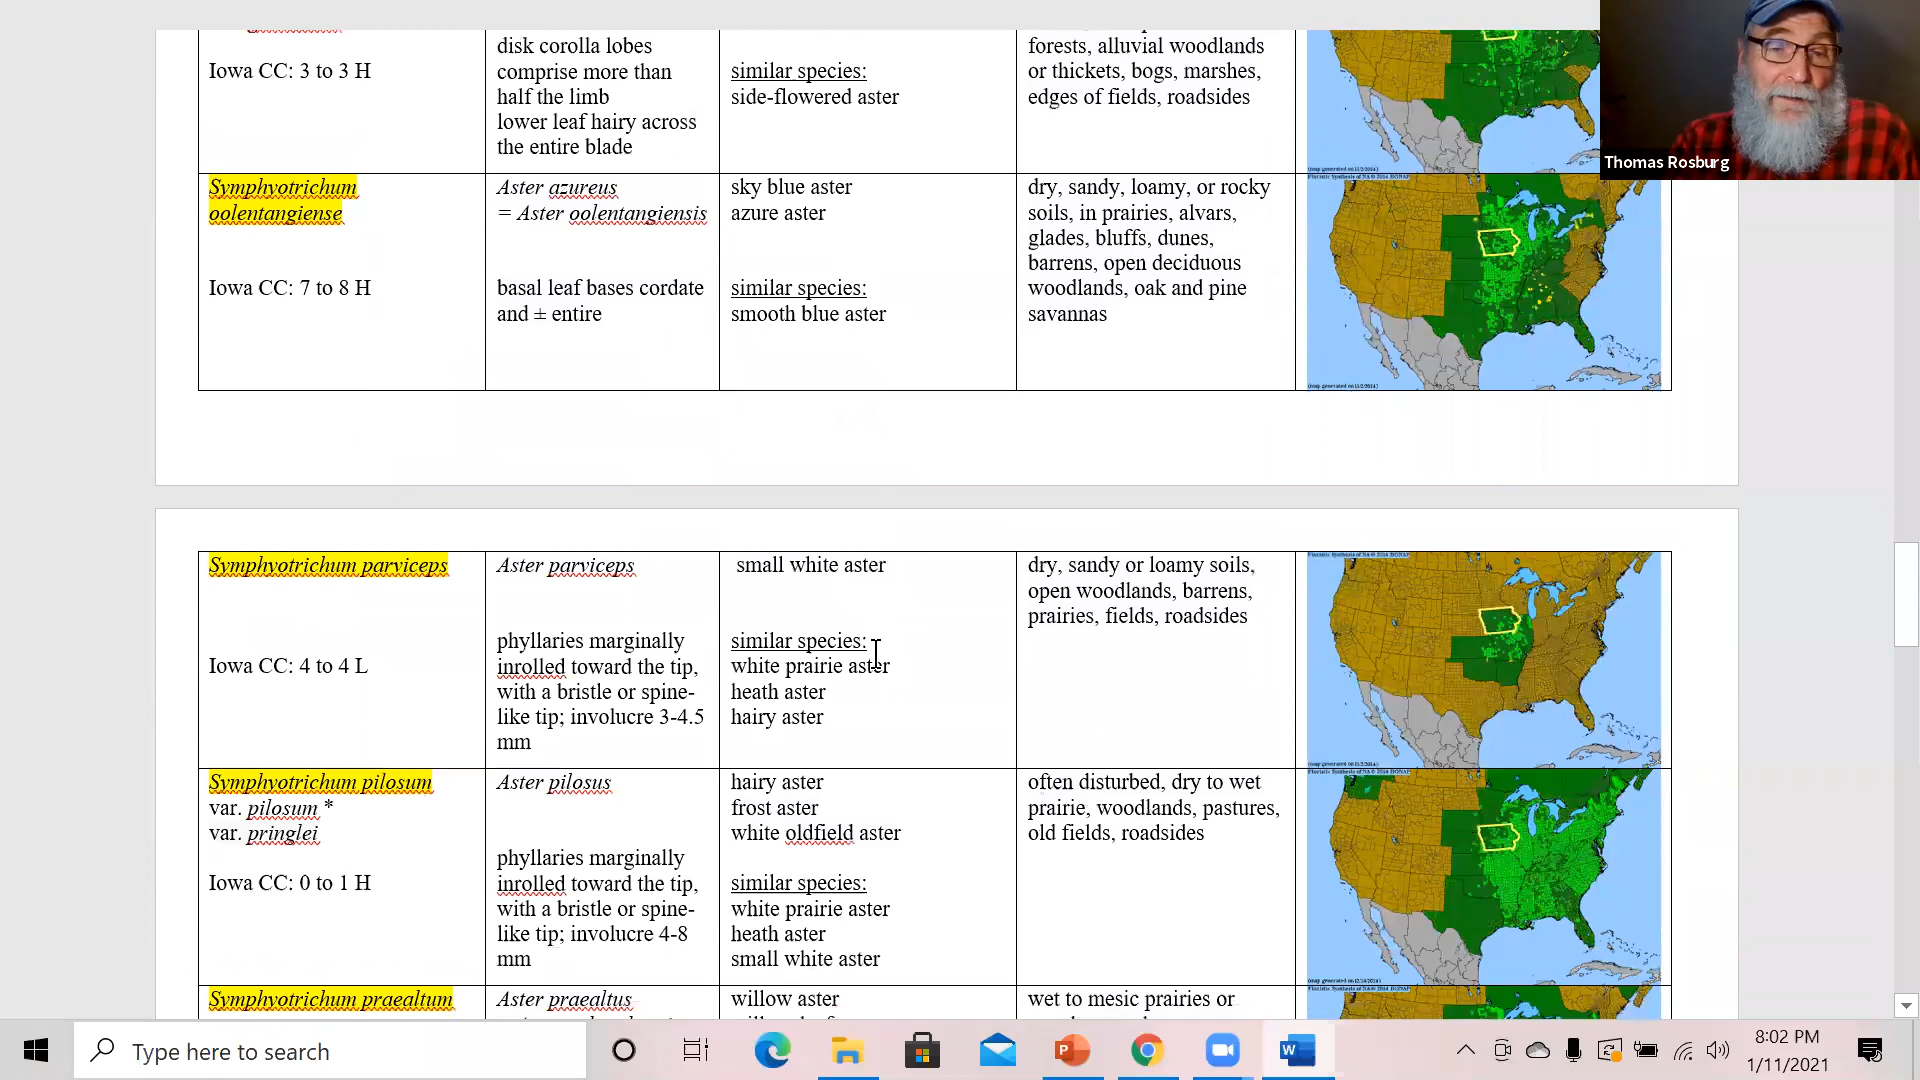 Iowa CC: 3 to 3 H
disk corolla lobes
comprise more than
half the limb
lower leaf hairy across
the entire blade
similar species:
side-flowered aster
forests, alluvial woodlands
or thickets, bogs, marshes,
edges of fields, roadsides
Thomas Rosburg
Symphyotrichum
oolentangiense
Iowa CC: 7 to 8 H
Aster azureus
= Aster oolentangiensis
basal leaf bases cordate
and ± entire
sky blue aster
azure aster
similar species:
smooth blue aster
dry, sandy, loamy, or rocky
soils, in prairies, alvars,
glades, bluffs, dunes,
barrens, open deciduous
woodlands, oak and pine
savannas
Symphyotrichum parviceps
Iowa CC: 4 to 4 L
Aster parviceps
phyllaries marginally
inrolled toward the tip,
with a bristle or spine-
like tip; involucre 3-4.5
mm
small white aster
similar species:
white prairie aster
heath aster
hairy aster
dry, sandy or loamy soils,
open woodlands, barrens,
prairies, fields, roadsides
Symphyotrichum pilosum
var. pilosum *
var. pringlei
Iowa CC: 0 to 1 H
Aster pilosus
phyllaries marginally
inrolled toward the tip,
with a bristle or spine-
like tip; involucre 4-8
mm
hairy aster
frost aster
white oldfield aster
similar species:
white prairie aster
heath aster
small white aster
often disturbed, dry to wet
prairie, woodlands, pastures,
old fields, roadsides
Symphyotrichum praealtum
Aster praealtus
willow aster
wet to mesic prairies or
Type here to search
8:02 PM
1/11/2021